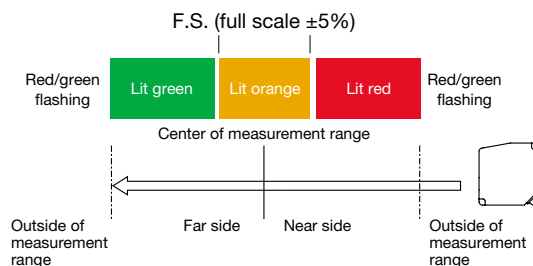 F.S. (full scale ±5%)
Red/green
flashing
Lit green
Lit orange
Lit red
Red/green
flashing
Center of measurement range
Far side
Near side
Outside of
measurement
range
Outside of
measurement
range